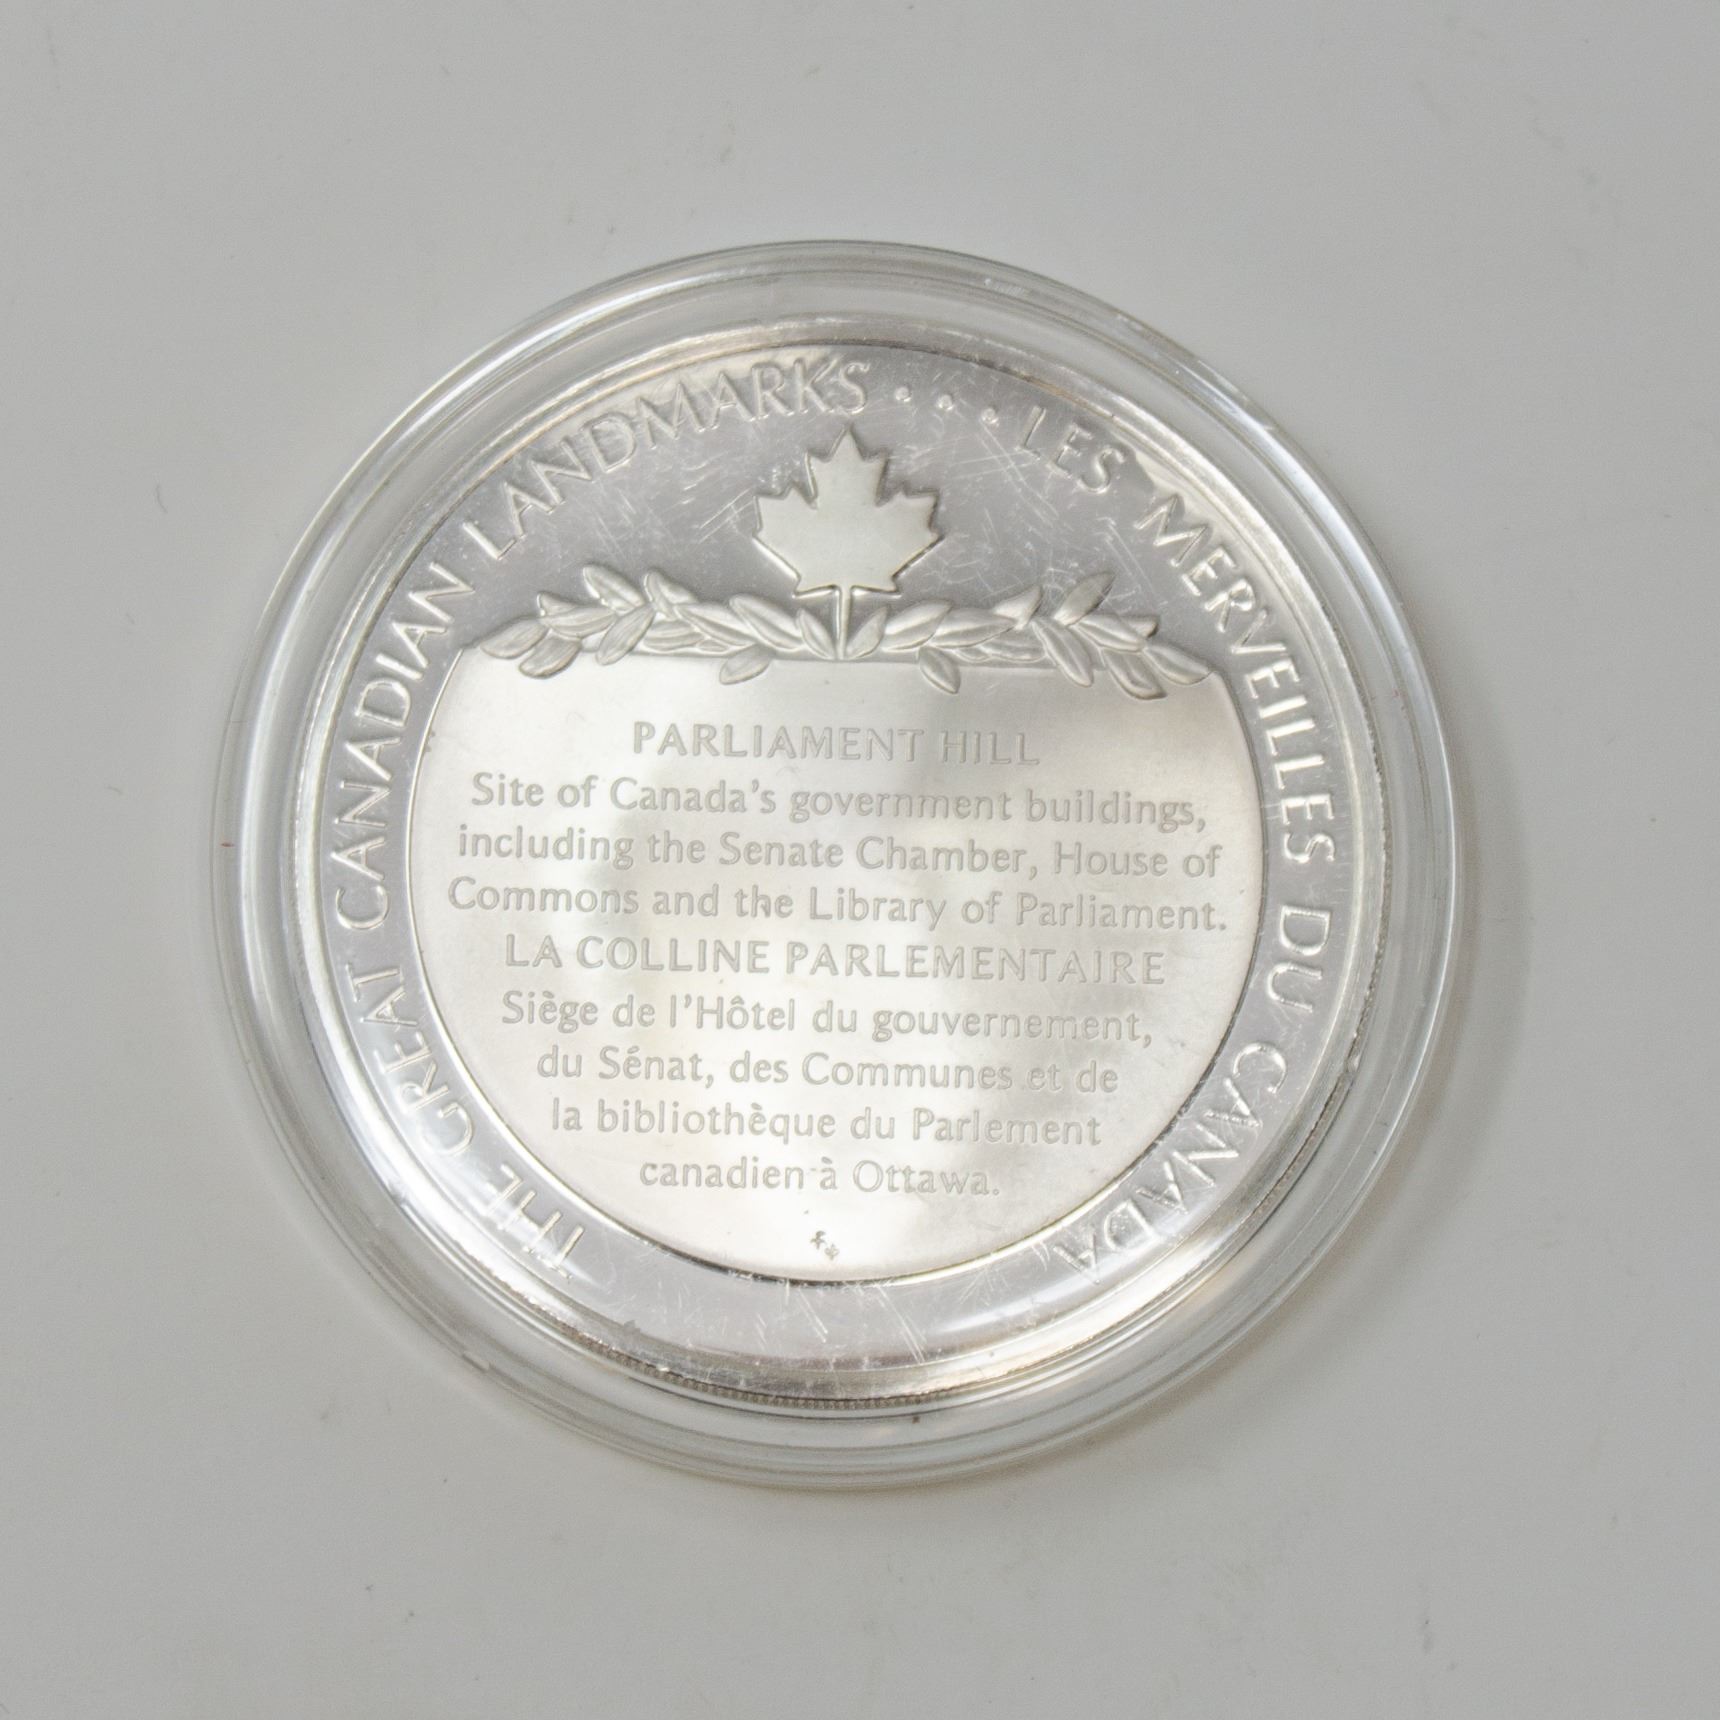 THE GREAT CANADIAN LANDMARKS . . . LES MERVEILLES DU CANADA
PARLIAMENT HILL
Site of Canada's government buildings,
including the Senate Chamber, House of
Commons and the Library of Parliament.
LA COLLINE PARLEMENTAIRE
Siège de l'Hôtel du gouvernement,
du Sénat, des Communes et de
la bibliothèque du Parlement
canadien à Ottawa.